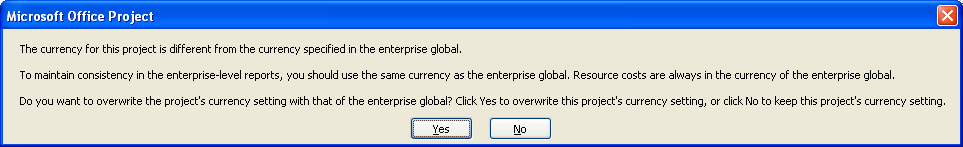 Microsoft Office Project
The currency for this project is different from the currency specified in the enterprise global.
To maintain consistency in the enterprise-level reports, you should use the same currency as the enterprise global. Resource costs are always in the currency of the enterprise global.
Do you want to overwrite the project's currency setting with that of the enterprise global? Click Yes to overwrite this project's currency setting, or click No to keep this project's currency setting.
Yes No